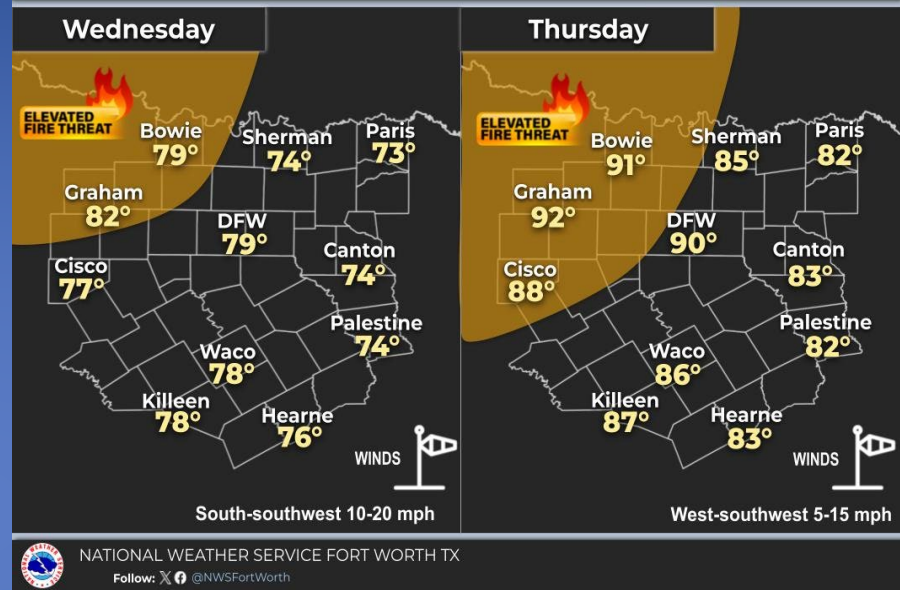 Wednesday
ELEVATED
FIRE THREAT
Bowie
79°
Sherman
74°
Paris
73°
Graham
82°
DFW
79°
Canton
74°
Cisco
77°
Palestine
74°
Waco
78°
Killeen
78°
Hearne
76°
WINDS
South-southwest 10-20 mph
Thursday
ELEVATED
FIRE THREAT
Bowie
91°
Sherman
85°
Paris
82°
Graham
92°
DFW
90°
Canton
83°
Cisco
88°
Palestine
82°
Waco
86°
Killeen
87°
Hearne
83°
WINDS
West-southwest 5-15 mph
NATIONAL WEATHER SERVICE FORT WORTH TX
Follow: @NWSFortWorth